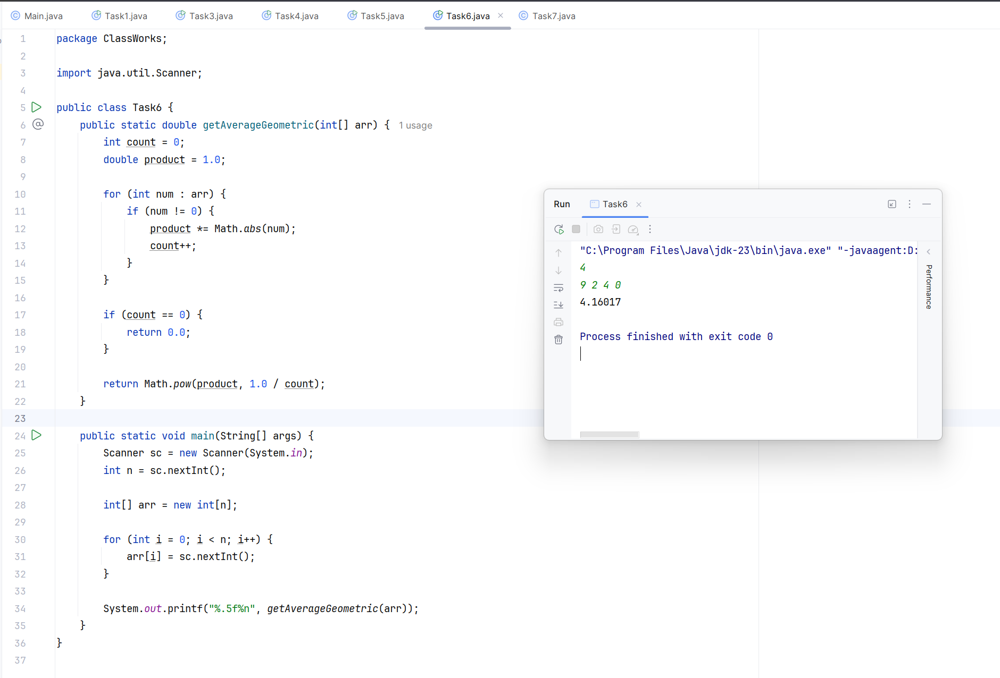 Main.java Task1.java Task3.java Task4.java Task5.java Task6.java Task7.java
1 package ClassWorks;
2
3 import java.util.Scanner;
4
5 public class Task6 {
6 public static double getAverageGeometric(int[] arr) { 1 usage
7 int count = 0;
8 double product = 1.0;
9
10 for (int num : arr) {
11 if (num != 0) {
12 product *= Math.abs(num);
13 count++;
14 }
15 }
16
17 if (count == 0) {
18 return 0.0;
19 }
20
21 return Math.pow(product, 1.0 / count);
22 }
23
24 public static void main(String[] args) {
25 Scanner sc = new Scanner(System.in);
26 int n = sc.nextInt();
27
28 int[] arr = new int[n];
29
30 for (int i = 0; i < n; i++) {
31 arr[i] = sc.nextInt();
32 }
33
34 System.out.printf("%.5f%n", getAverageGeometric(arr));
35 }
36 }
37
Run Task6
"C:\Program Files\Java\jdk-23\bin\java.exe" "-javaagent:D:
4
9 2 4 0
4.16017
Process finished with exit code 0
Performance